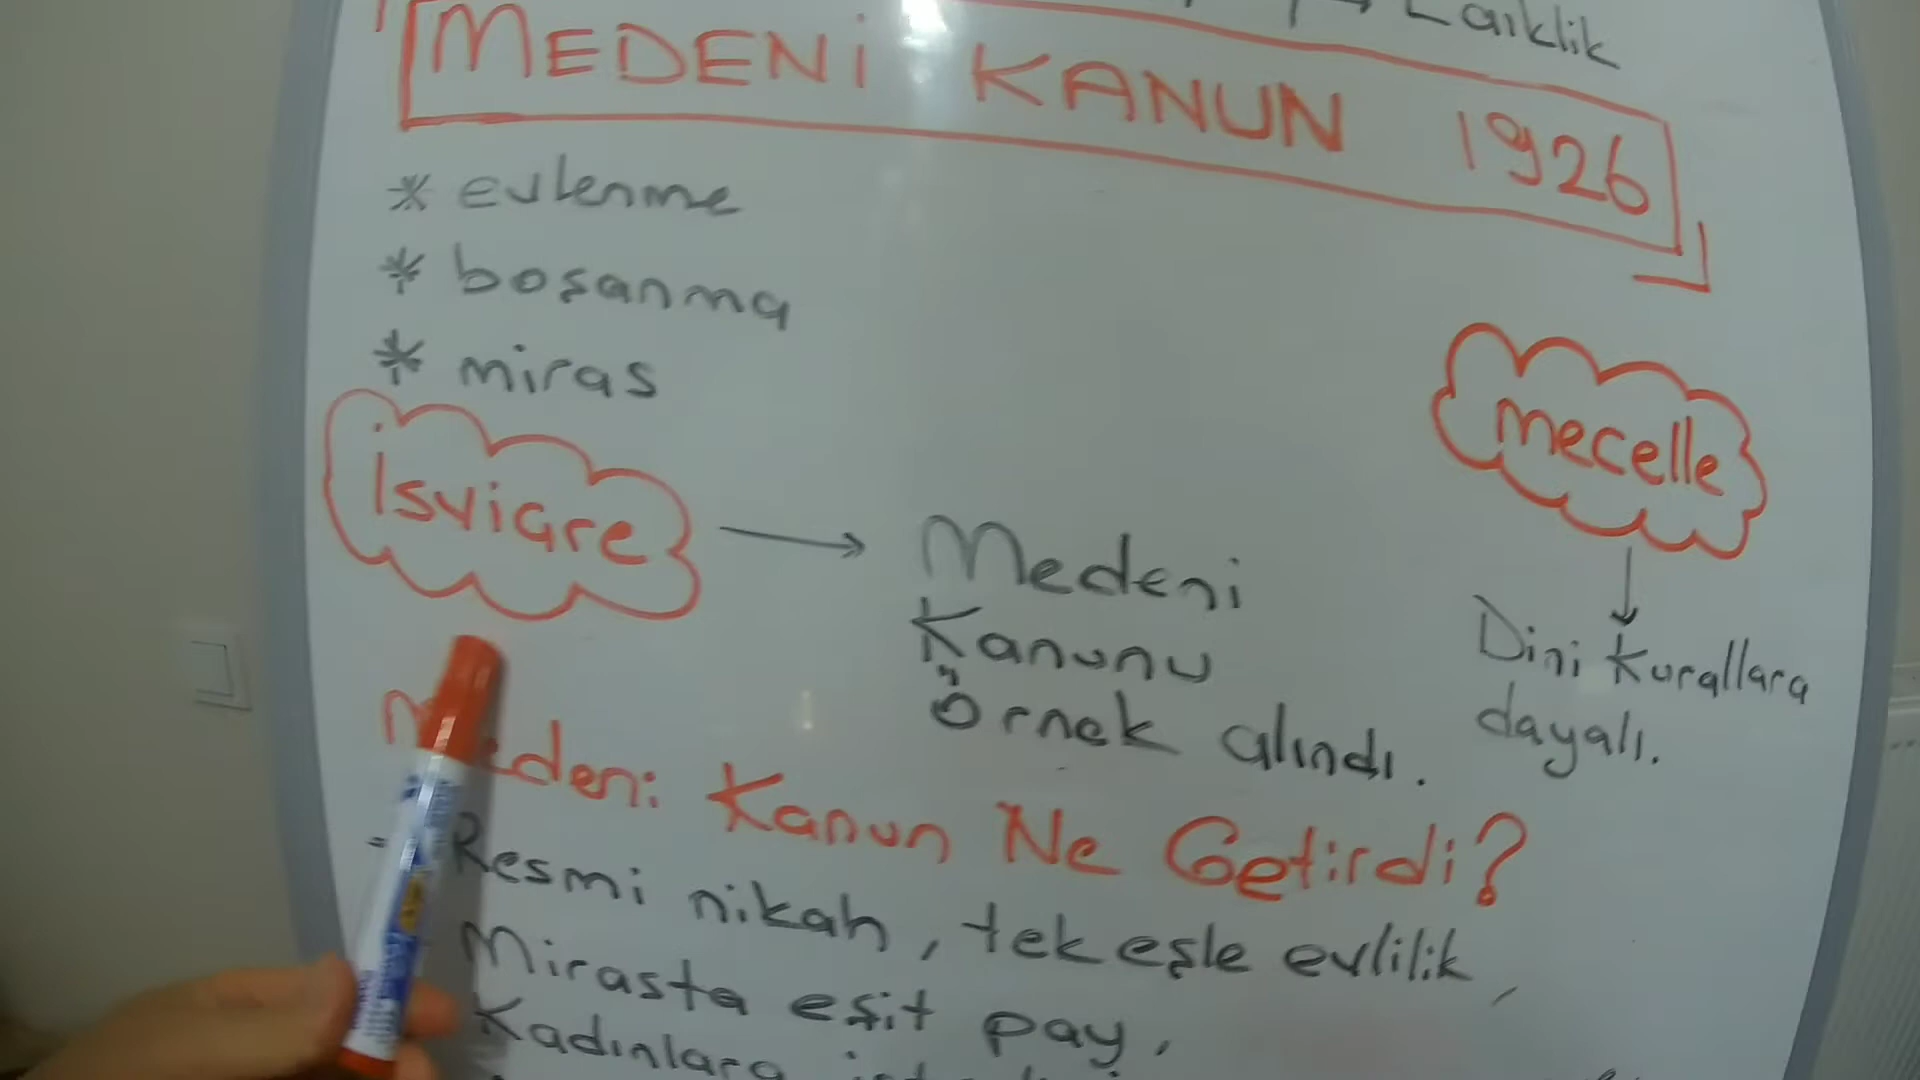 Laiklik
MEDENİ KANUN 1926
* evlenme
* boşanma
* miras
mecelle
İsviçre → Medeni
Kanunu
Örnek alındı.
Dini Kurallara
dayalı.
Medeni Kanun Ne Getirdi?
- Resmi nikah, tek eşle evlilik,
Mirasta eşit pay,
Kadınlara